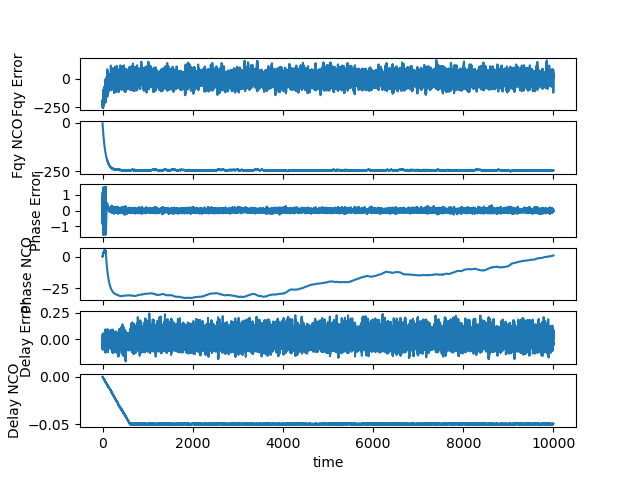 Fqy Error
0
−250
Fqy NCO
0
−250
Phase Error
1
0
−1
Phase NCO
0
−25
Delay Error
0.25
0.00
Delay NCO
0.00
−0.05
0 2000 4000 6000 8000 10000
time